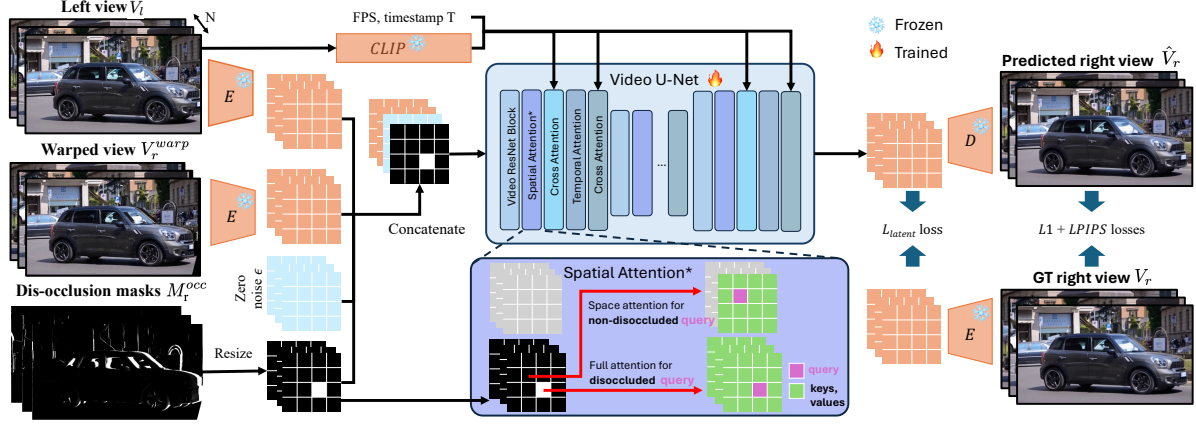 Left view V_l
N
FPS, timestamp T
CLIP
E
Warped view V_r^{warp}
E
Concatenate
Zero
noise ϵ
Dis-occlusion masks M_r^{occ}
Resize
Video U-Net
Video ResNet Block
Spatial Attention*
Cross Attention
Temporal Attention
Cross Attention
...
Spatial Attention*
Space attention for
non-disoccluded query
Full attention for
disoccluded query
query
keys,
values
Frozen
Trained
Predicted right view V̂_r
D
L_{latent} loss
L1 + LPIPS losses
GT right view V_r
E